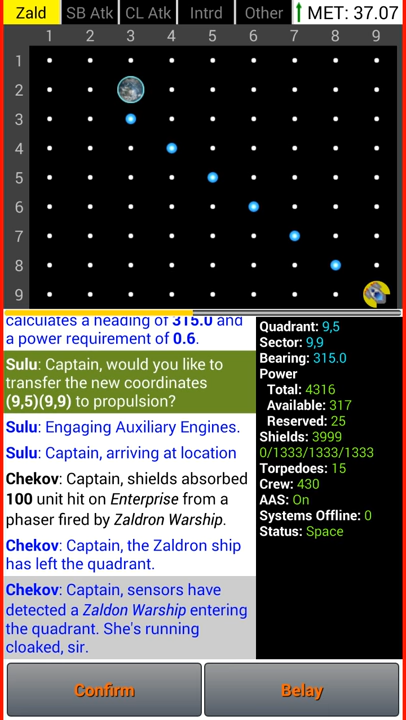 Zald SB Atk CL Atk Intrd Other MET: 37.07
1 2 3 4 5 6 7 8 9
1
2
3
4
5
6
7
8
9
calculates a heading of 315.0 and
a power requirement of 0.6.
Sulu: Captain, would you like to
transfer the new coordinates
(9,5)(9,9) to propulsion?
Sulu: Engaging Auxiliary Engines.
Sulu: Captain, arriving at location
Chekov: Captain, shields absorbed
100 unit hit on Enterprise from a
phaser fired by Zaldron Warship.
Chekov: Captain, the Zaldron ship
has left the quadrant.
Chekov: Captain, sensors have
detected a Zaldon Warship entering
the quadrant. She's running
cloaked, sir.
Quadrant: 9,5
Sector: 9,9
Bearing: 315.0
Power
Total: 4316
Available: 317
Reserved: 25
Shields: 3999
0/1333/1333/1333
Torpedoes: 15
Crew: 430
AAS: On
Systems Offline: 0
Status: Space
Confirm Belay